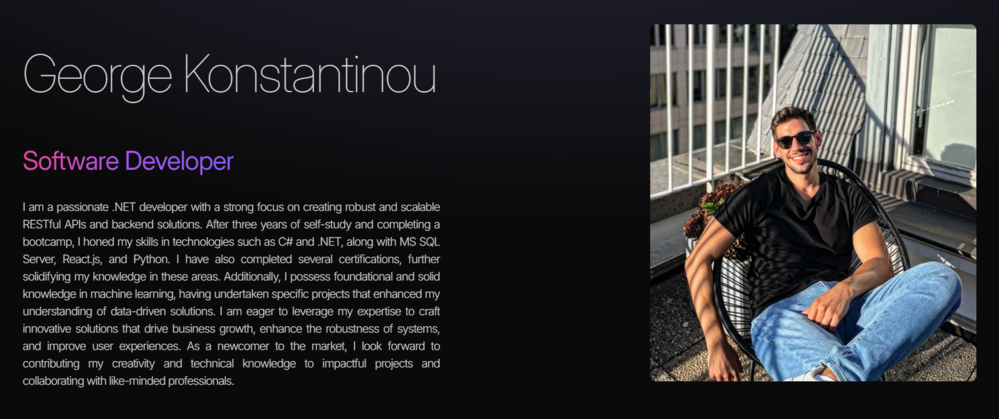 George Konstantinou
Software Developer
I am a passionate .NET developer with a strong focus on creating robust and scalable
RESTful APIs and backend solutions. After three years of self-study and completing a
bootcamp, I honed my skills in technologies such as C# and .NET, along with MS SQL
Server, React.js, and Python. I have also completed several certifications, further
solidifying my knowledge in these areas. Additionally, I possess foundational and solid
knowledge in machine learning, having undertaken specific projects that enhanced my
understanding of data-driven solutions. I am eager to leverage my expertise to craft
innovative solutions that drive business growth, enhance the robustness of systems,
and improve user experiences. As a newcomer to the market, I look forward to
contributing my creativity and technical knowledge to impactful projects and
collaborating with like-minded professionals.